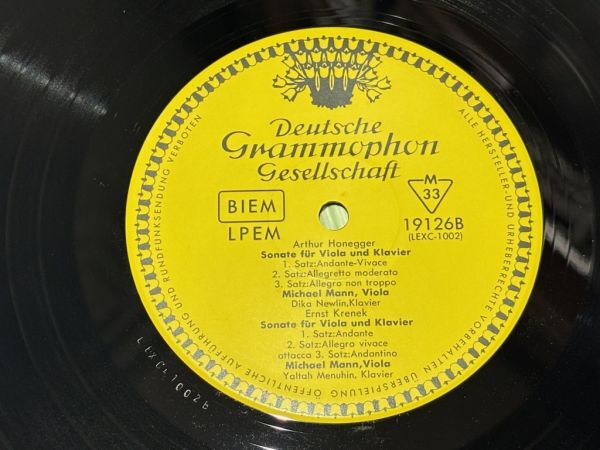 Deutsche
Grammophon
Gesellschaft
BIEM
LPEM
M
33
19126B
(LEXC-1002)
Arthur Honegger
Sonate für Viola und Klavier
1. Satz:Andante-Vivace
2. Satz:Allegretto moderato
3. Satz:Allegro non troppo
Michael Mann, Viola
Dika Newlin,Klavier
Ernst Krenek
Sonate für Viola und Klavier
1. Satz:Andante
2. Satz:Allegro vivace
attacca 3. Satz:Andantino
Michael Mann,Viola
Yaltah Menuhin, Klavier
ALLE HERSTELLER-UND URHEBERRECHTE VORBEHALTEN ÜBERSPIELUNG ÖFFENTLICHE AUFFÜHRUNG UND RUNDFUNKSENDUNG VERBOTEN
LEXC 1002B